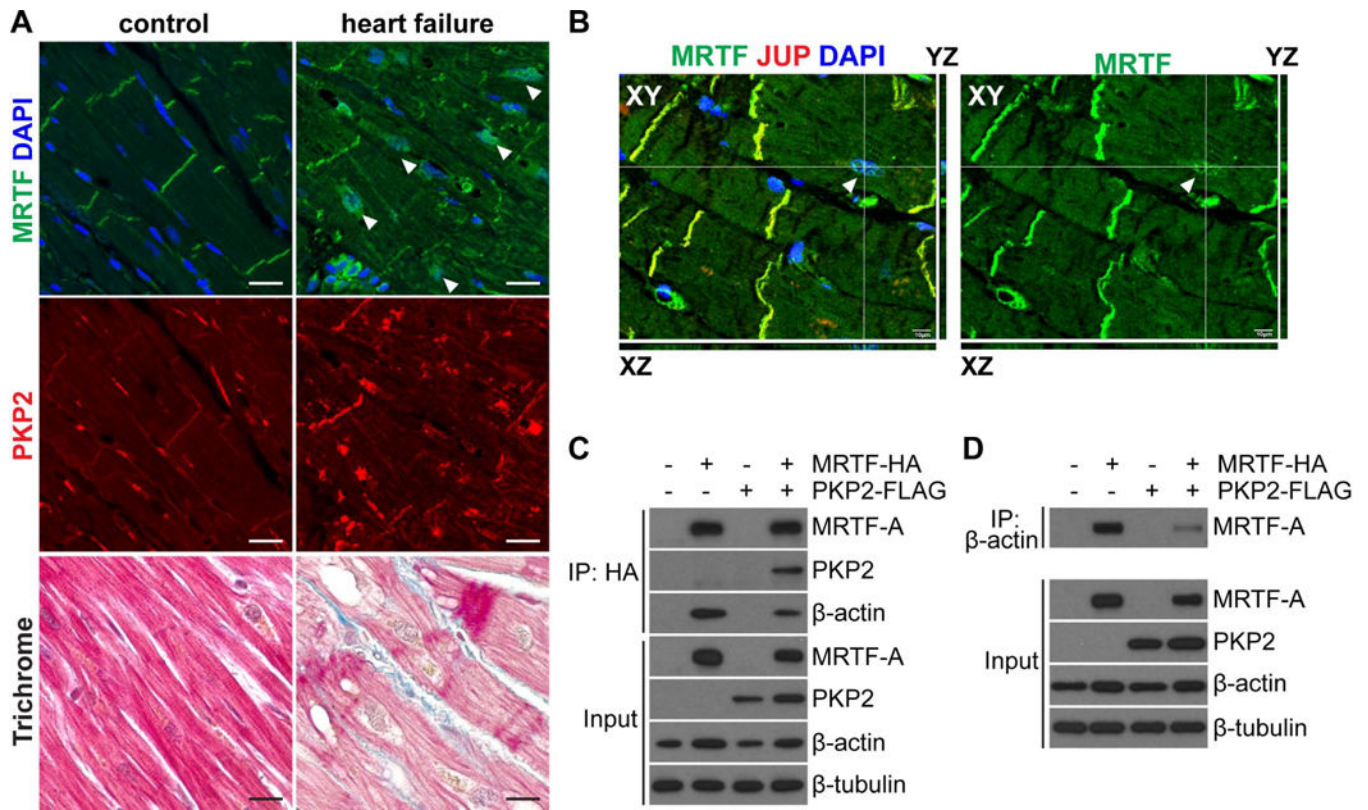 A
control
heart failure
MRTF DAPI
PKP2
Trichrome
B
MRTF JUP DAPI
YZ
MRTF
YZ
XY
XY
10μm
10μm
XZ
XZ
C
- + - + MRTF-HA
- - + + PKP2-FLAG
IP: HA
MRTF-A
PKP2
β-actin
Input
MRTF-A
PKP2
β-actin
β-tubulin
D
- + - + MRTF-HA
- - + + PKP2-FLAG
IP:
β-actin
MRTF-A
Input
MRTF-A
PKP2
β-actin
β-tubulin